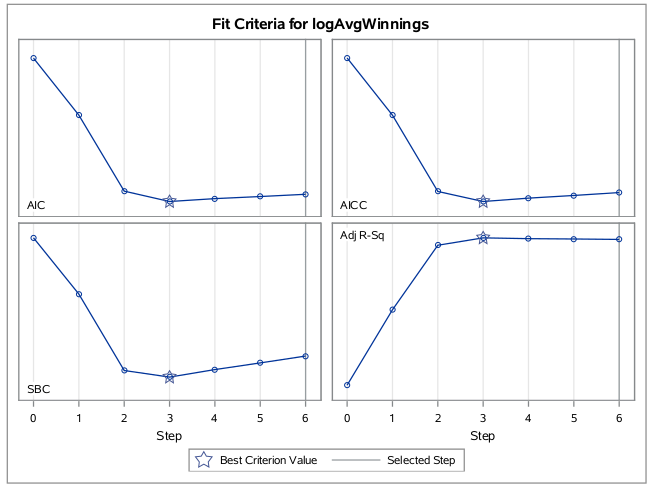 Fit Criteria for logAvgWinnings
AIC
AICC
Adj R-Sq
SBC
0 1 2 3 4 5 6
0 1 2 3 4 5 6
Step
Step
Best Criterion Value
Selected Step